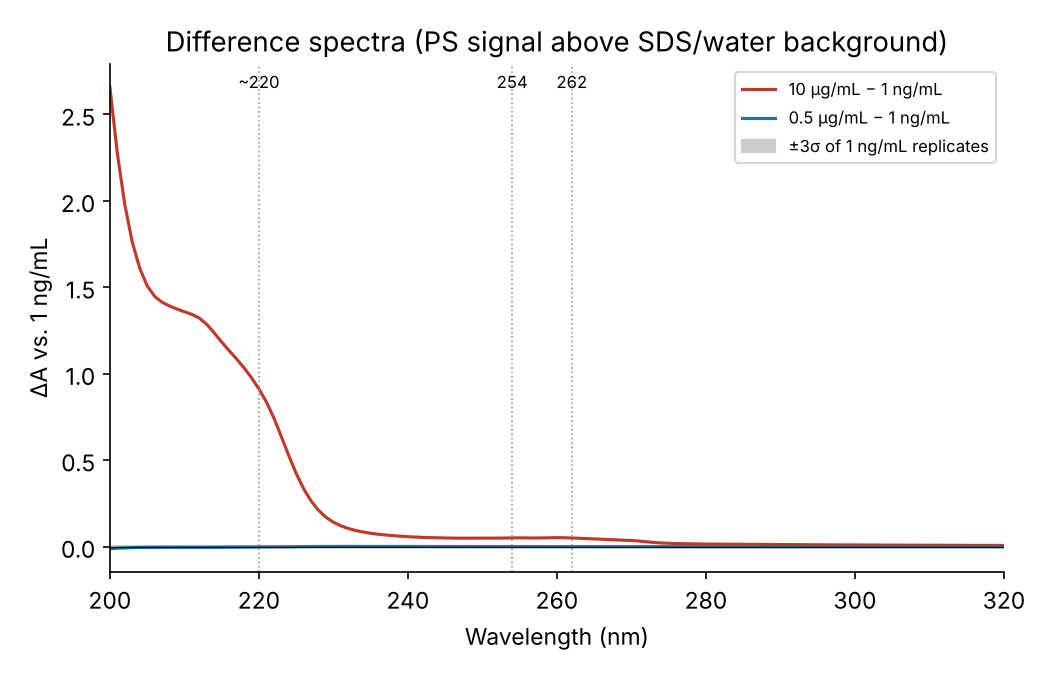 Difference spectra (PS signal above SDS/water background)
~220
254
262
10 µg/mL − 1 ng/mL
0.5 µg/mL − 1 ng/mL
±3σ of 1 ng/mL replicates
ΔA vs. 1 ng/mL
2.5
2.0
1.5
1.0
0.5
0.0
200
220
240
260
280
300
320
Wavelength (nm)